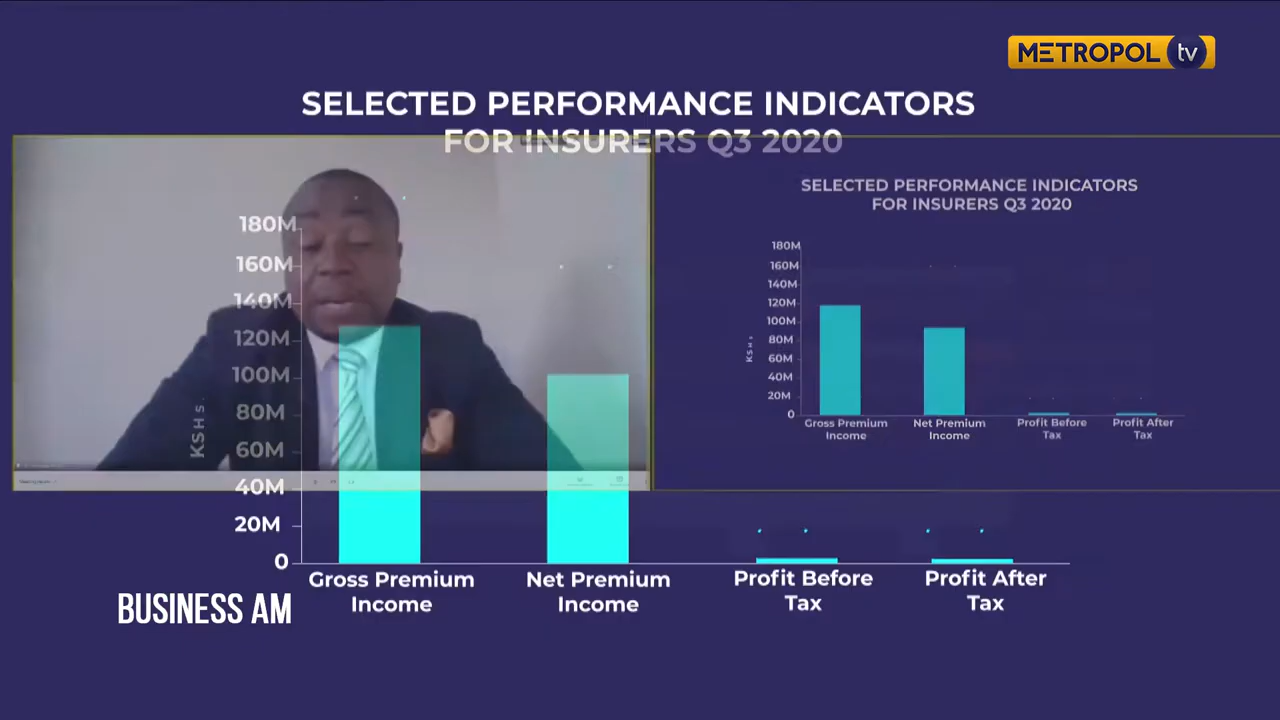 METROPOL tv
SELECTED PERFORMANCE INDICATORS
FOR INSURERS Q3 2020
180M
160M
140M
120M
100M
80M
60M
40M
20M
0
KSHs
Gross Premium
Income
Net Premium
Income
Profit Before
Tax
Profit After
Tax
SELECTED PERFORMANCE INDICATORS
FOR INSURERS Q3 2020
180M
160M
140M
120M
100M
80M
60M
40M
20M
0
KSHs
Gross Premium
Income
Net Premium
Income
Profit Before
Tax
Profit After
Tax
BUSINESS AM